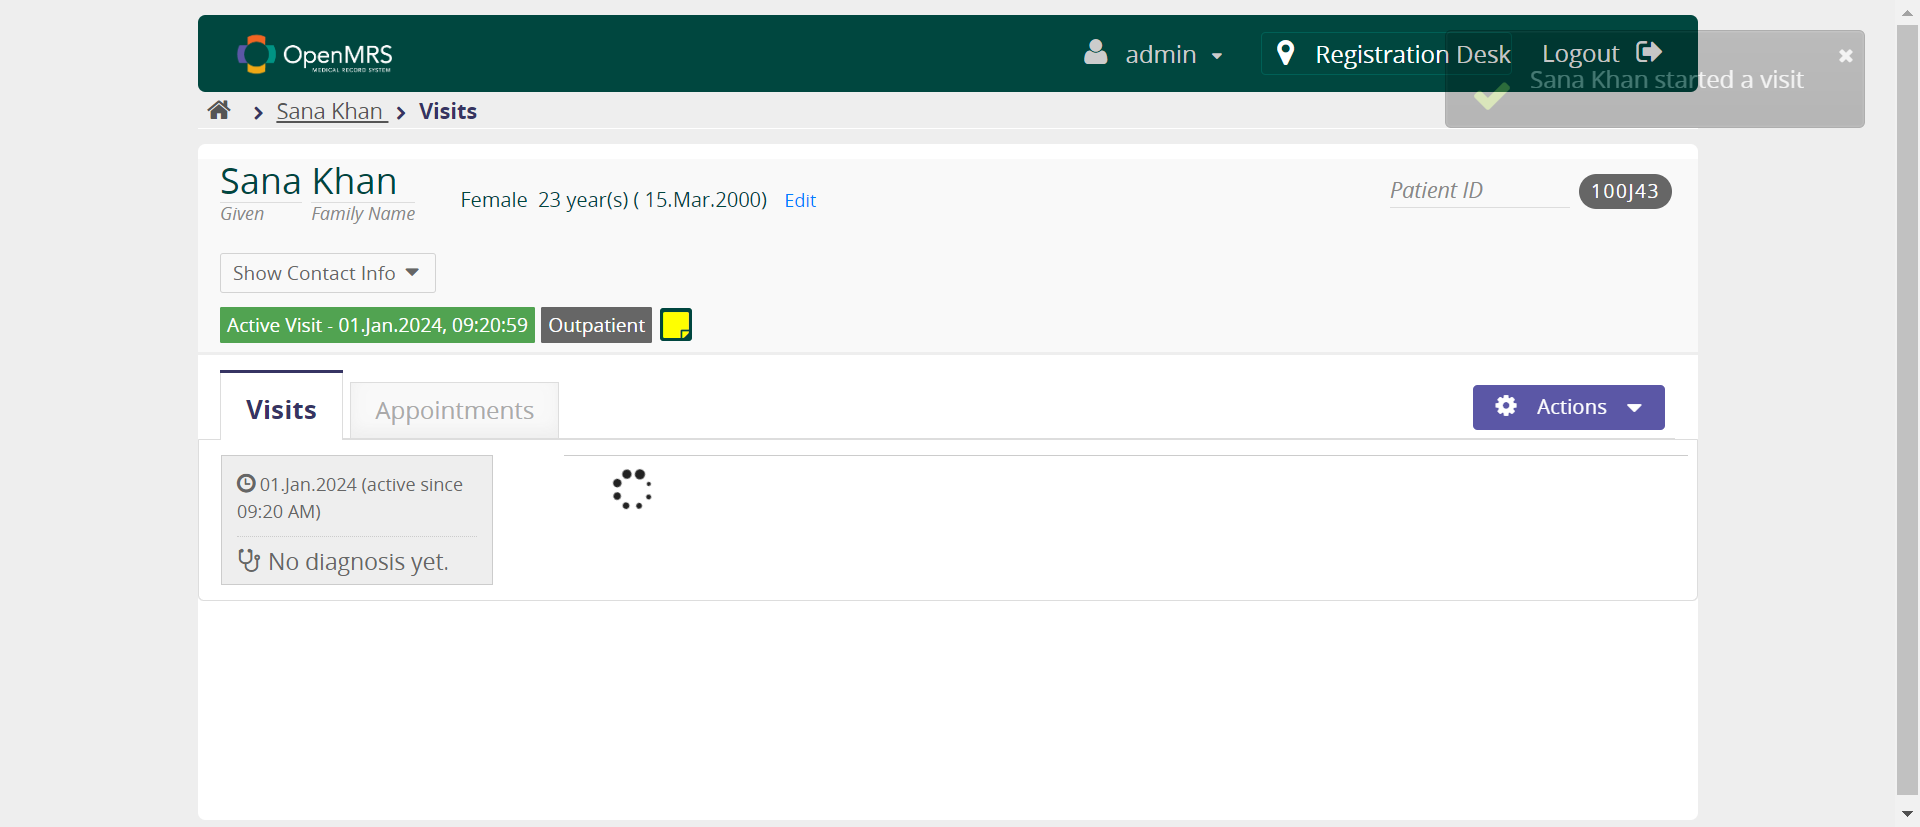 OpenMRS
MEDICAL RECORD SYSTEM
admin
Registration Desk
Logout
Sana Khan started a visit
Sana Khan
Visits
Sana Khan
Given Family Name
Female 23 year(s) ( 15.Mar.2000) Edit
Patient ID 100J43
Show Contact Info
Active Visit - 01.Jan.2024, 09:20:59 Outpatient
Visits Appointments
Actions
01.Jan.2024 (active since
09:20 AM)
No diagnosis yet.